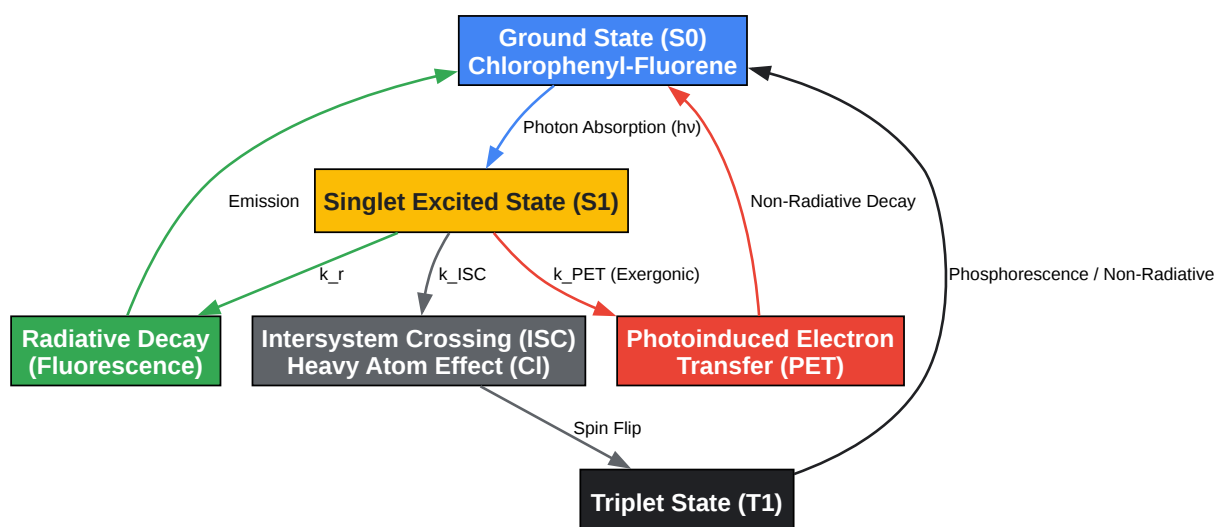 Ground State (S0)
Chlorophenyl-Fluorene
Photon Absorption (hν)
Singlet Excited State (S1)
Emission
Non-Radiative Decay
k_r
k_ISC
k_PET (Exergonic)
Phosphorescence / Non-Radiative
Radiative Decay
(Fluorescence)
Intersystem Crossing (ISC)
Heavy Atom Effect (Cl)
Photoinduced Electron
Transfer (PET)
Spin Flip
Triplet State (T1)